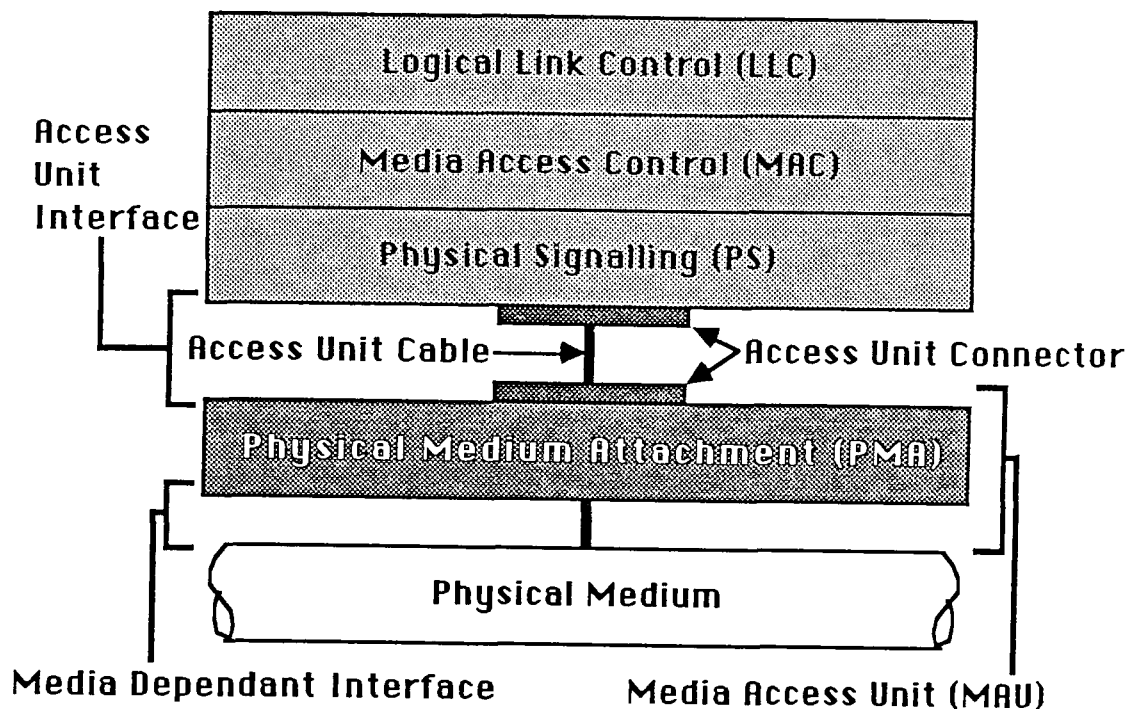 Logical Link Control (LLC)
Access
Unit
Interface
Media Access Control (MAC)
Physical Signalling (PS)
Access Unit Cable
Access Unit Connector
Physical Medium Attachment (PMA)
Physical Medium
Media Dependant Interface
Media Access Unit (MAU)